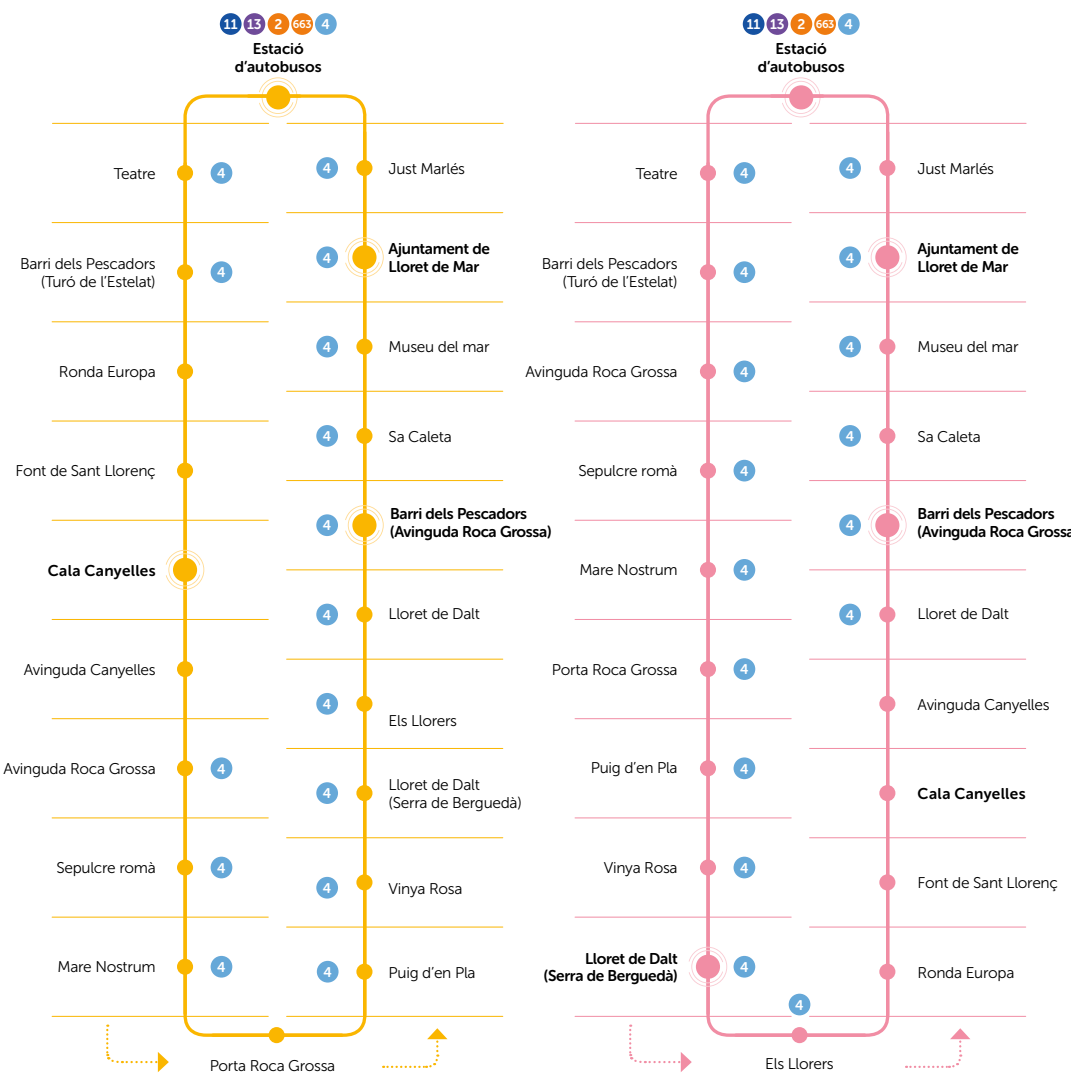 11 13 2 663 4
Estació
d'autobusos
Teatre
4
Barri dels Pescadors
(Turó de l'Estelat)
4
Ronda Europa
Font de Sant Llorenç
Cala Canyelles
Avinguda Canyelles
Avinguda Roca Grossa
4
Sepulcre romà
4
Mare Nostrum
4
Porta Roca Grossa
4
Just Marlés
4
Ajuntament de
Lloret de Mar
4
Museu del mar
4
Sa Caleta
4
Barri dels Pescadors
(Avinguda Roca Grossa)
4
Lloret de Dalt
4
Els Llorers
4
Lloret de Dalt
(Serra de Berguedà)
4
Vinya Rosa
4
Puig d'en Pla
11 13 2 663 4
Estació
d'autobusos
Teatre
4
Barri dels Pescadors
(Turó de l'Estelat)
4
Avinguda Roca Grossa
4
Sepulcre romà
4
Mare Nostrum
4
Porta Roca Grossa
4
Puig d'en Pla
4
Vinya Rosa
4
Lloret de Dalt
(Serra de Berguedà)
4
4
Els Llorers
4
Just Marlés
4
Ajuntament de
Lloret de Mar
4
Museu del mar
4
Sa Caleta
4
Barri dels Pescadors
(Avinguda Roca Grossa
4
Lloret de Dalt
Avinguda Canyelles
Cala Canyelles
Font de Sant Llorenç
Ronda Europa